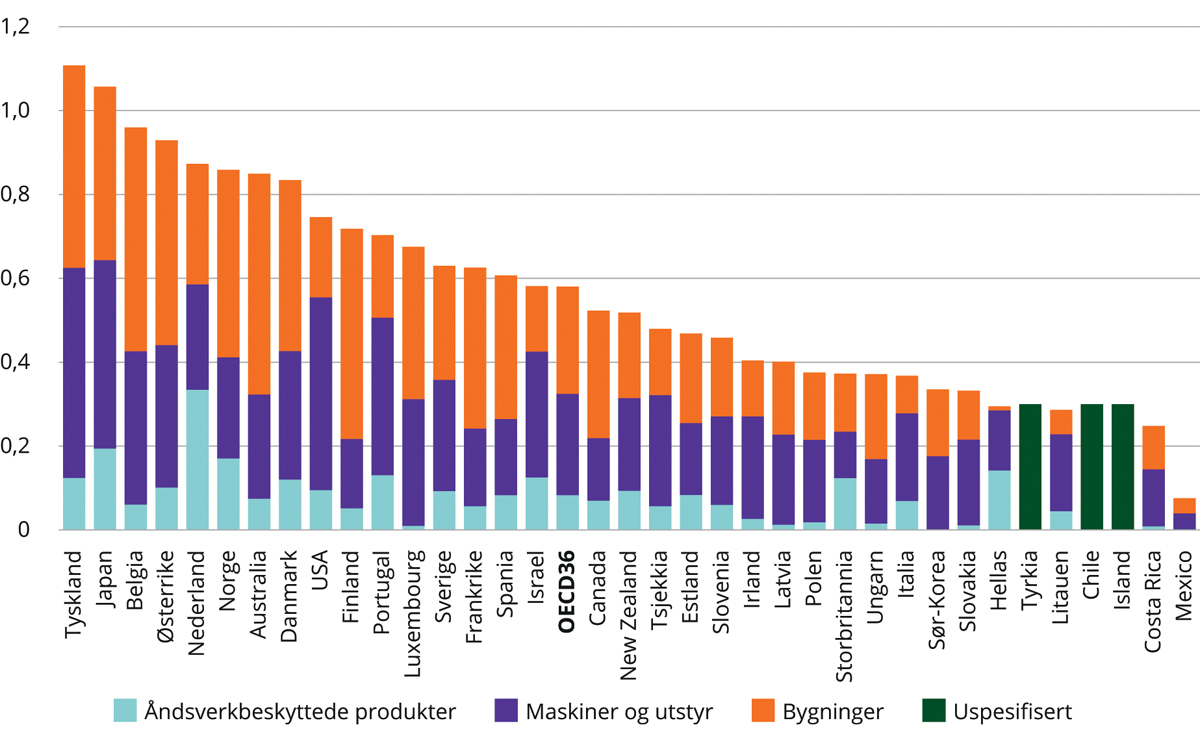 1,2
1,0
0,8
0,6
0,4
0,2
0
Tyskland
Japan
Belgia
Østerrike
Nederland
Norge
Australia
Danmark
USA
Finland
Portugal
Luxembourg
Sverige
Frankrike
Spania
Israel
OECD36
Canada
New Zealand
Tsjekkia
Estland
Slovenia
Irland
Latvia
Polen
Storbritannia
Ungarn
Italia
Sør-Korea
Slovakia
Hellas
Tyrkia
Litauen
Chile
Island
Costa Rica
Mexico
Åndsverkbeskyttede produkter Maskiner og utstyr Bygninger Uspesifisert